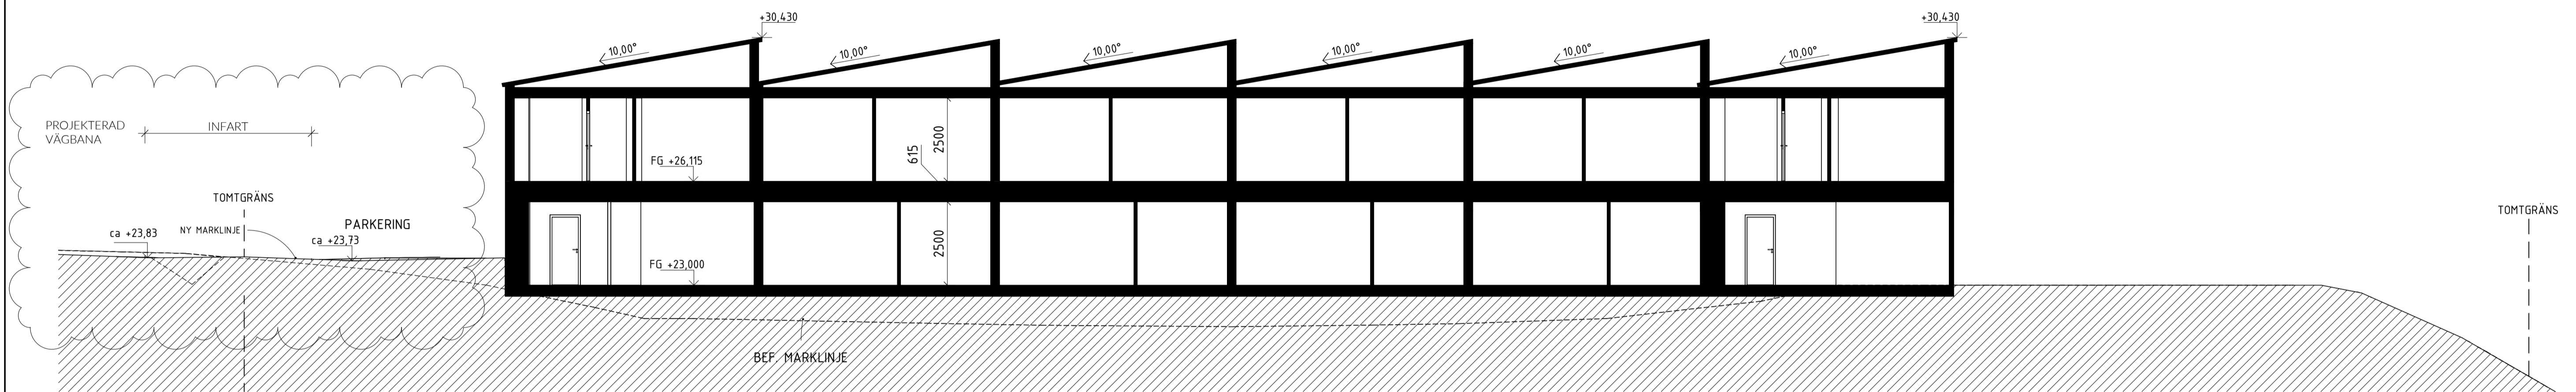 +30,430
+30,430
10,00°
10,00°
10,00°
10,00°
10,00°
10,00°
PROJEKTERAD
VÄGBANA
INFART
615
2500
FG +26,115
TOMTGRÄNS
TOMTGRÄNS
PARKERING
NY MARKLINJE
ca +23,83
ca +23,73
2500
FG +23,000
BEF. MARKLINJE